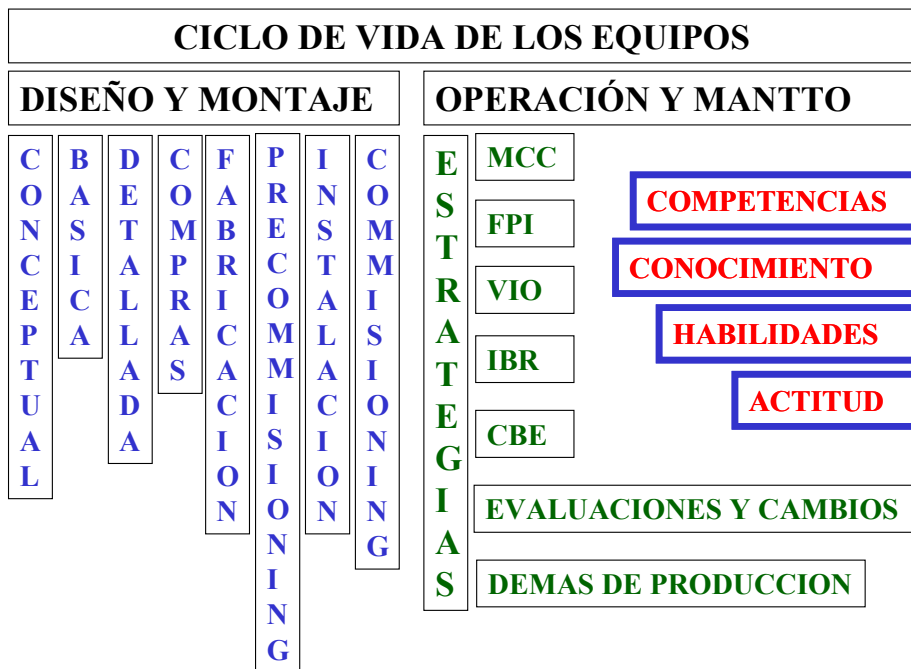 CICLO DE VIDA DE LOS EQUIPOS
DISEÑO Y MONTAJE
CONCEPTUAL
BASICA
DETALLADA
COMPRAS
FABRICACION
PRECOMMISIONING
INSTALACION
COMMISIONING
OPERACIÓN Y MANTTO
ESTRATEGIAS
MCC
FPI
VIO
IBR
CBE
EVALUACIONES Y CAMBIOS
DEMAS DE PRODUCCION
COMPETENCIAS
CONOCIMIENTO
HABILIDADES
ACTITUD